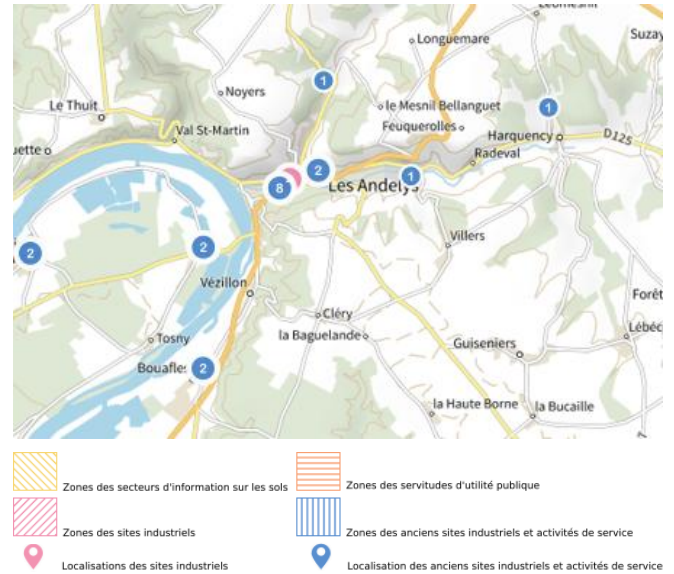 Longuemare
Suzay
1
Noyers
le Mesnil Bellanguet
1
Le Thuit
Val St-Martin
Feuquerolles
Harquency
D125
uette
Radeval
2
8
Les Andelys
1
2
2
Villers
Vézillon
Forêt
Cléry
la Baguelande
Lébéc
Tosny
Guiseniers
Bouafles
2
la Haute Borne
la Bucaille
Zones des secteurs d'information sur les sols
Zones des servitudes d'utilité publique
Zones des sites industriels
Zones des anciens sites industriels et activités de service
Localisations des sites industriels
Localisation des anciens sites industriels et activités de service